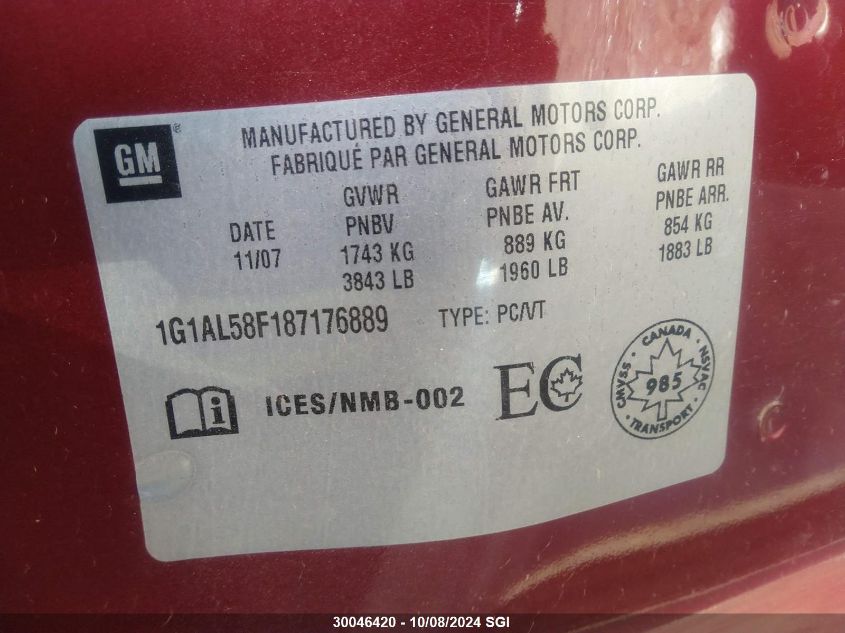 GM®
MANUFACTURED BY GENERAL MOTORS CORP.
FABRIQUÉ PAR GENERAL MOTORS CORP.
DATE
11/07
GVWR
PNBV
1743 KG
3843 LB
GAWR FRT
PNBE AV.
889 KG
1960 LB
GAWR RR
PNBE ARR.
854 KG
1883 LB
1G1AL58F187176889 TYPE: PC/VT
i ICES/NMB-002 EC
CANADA
CMVSS 985 NSVAC
TRANSPORT
30046420 - 10/08/2024 SGI